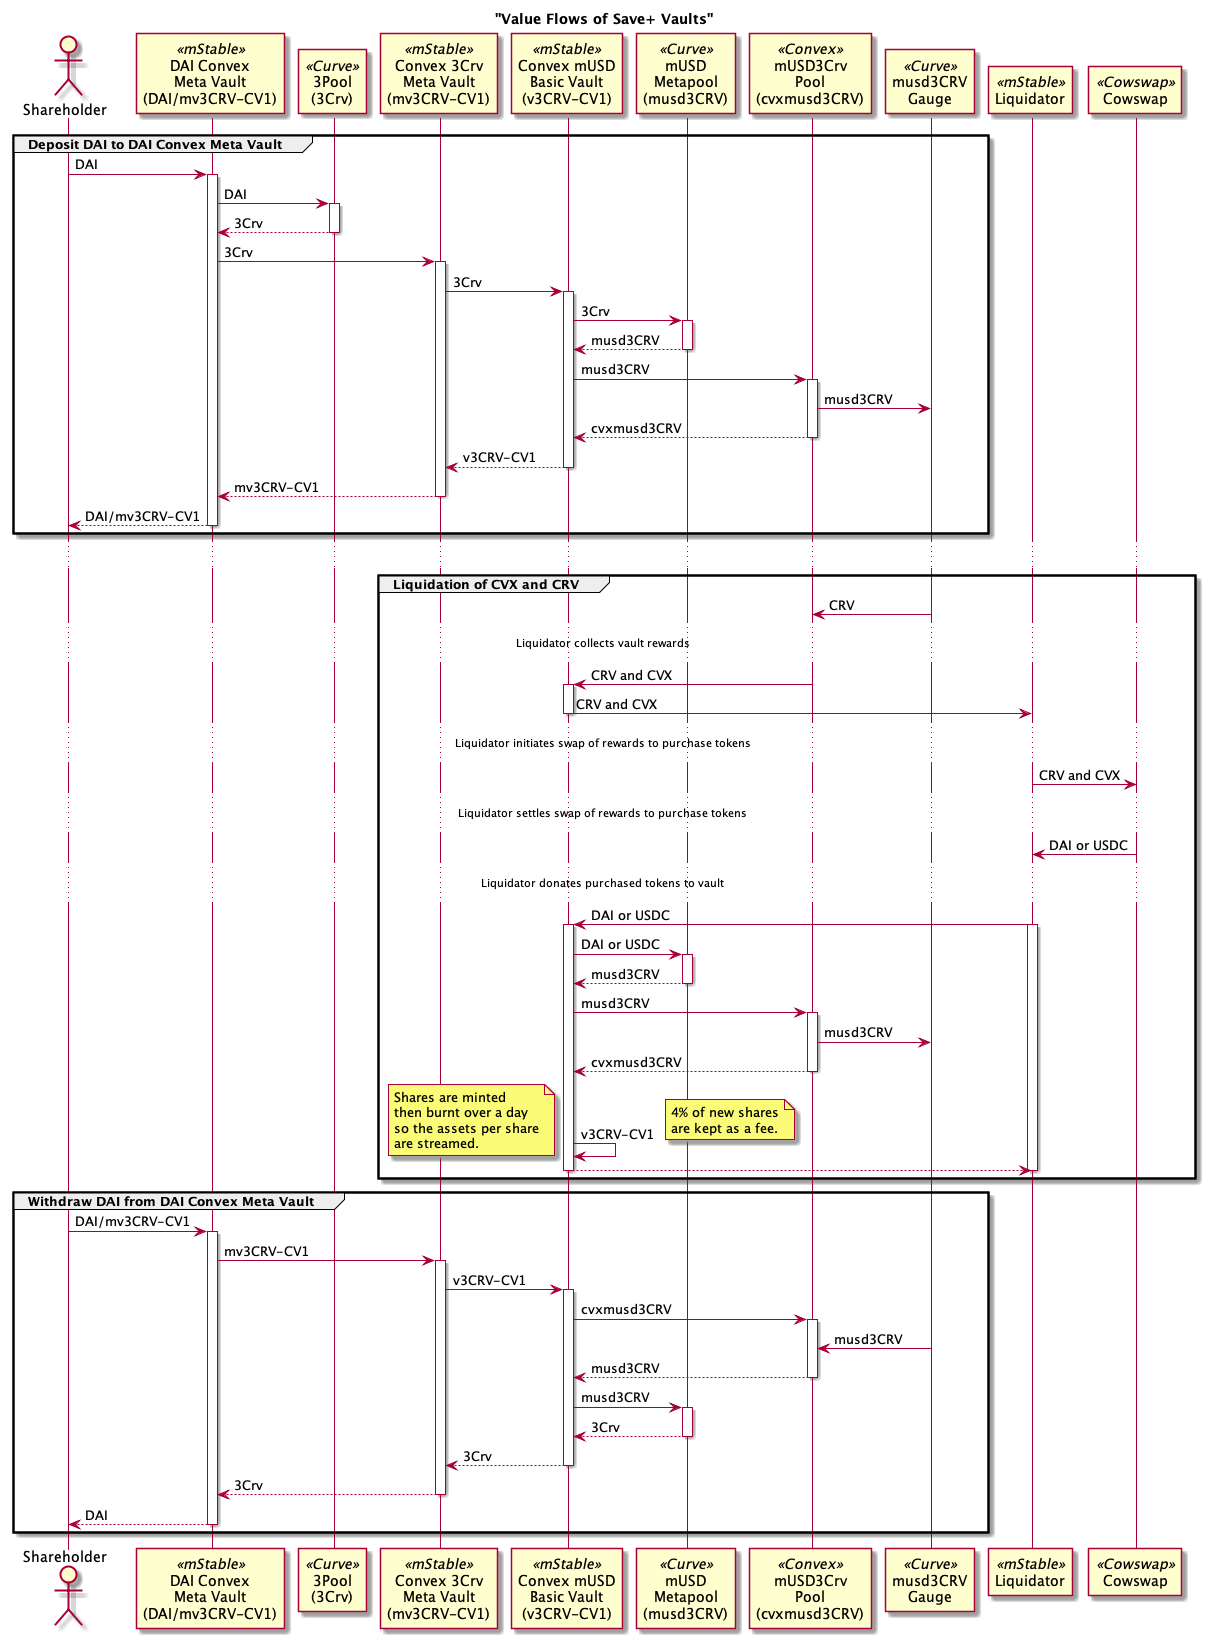 "Value Flows of Save+ Vaults"
Shareholder
«mStable»
DAI Convex
Meta Vault
(DAI/mv3CRV-CV1)
«Curve»
3Pool
(3Crv)
«mStable»
Convex 3Crv
Meta Vault
(mv3CRV-CV1)
«mStable»
Convex mUSD
Basic Vault
(v3CRV-CV1)
«Curve»
mUSD
Metapool
(musd3CRV)
«Convex»
mUSD3Crv
Pool
(cvxmusd3CRV)
«Curve»
musd3CRV
Gauge
«mStable»
Liquidator
«Cowswap»
Cowswap
Deposit DAI to DAI Convex Meta Vault
DAI
DAI
3Crv
3Crv
3Crv
3Crv
musd3CRV
musd3CRV
musd3CRV
cvxmusd3CRV
v3CRV-CV1
mv3CRV-CV1
DAI/mv3CRV-CV1
Liquidation of CVX and CRV
CRV
Liquidator collects vault rewards
CRV and CVX
CRV and CVX
Liquidator initiates swap of rewards to purchase tokens
CRV and CVX
Liquidator settles swap of rewards to purchase tokens
DAI or USDC
Liquidator donates purchased tokens to vault
DAI or USDC
DAI or USDC
musd3CRV
musd3CRV
musd3CRV
cvxmusd3CRV
Shares are minted
then burnt over a day
so the assets per share
are streamed.
v3CRV-CV1
4% of new shares
are kept as a fee.
Withdraw DAI from DAI Convex Meta Vault
DAI/mv3CRV-CV1
mv3CRV-CV1
v3CRV-CV1
cvxmusd3CRV
musd3CRV
musd3CRV
musd3CRV
3Crv
3Crv
3Crv
DAI
Shareholder
«mStable»
DAI Convex
Meta Vault
(DAI/mv3CRV-CV1)
«Curve»
3Pool
(3Crv)
«mStable»
Convex 3Crv
Meta Vault
(mv3CRV-CV1)
«mStable»
Convex mUSD
Basic Vault
(v3CRV-CV1)
«Curve»
mUSD
Metapool
(musd3CRV)
«Convex»
mUSD3Crv
Pool
(cvxmusd3CRV)
«Curve»
musd3CRV
Gauge
«mStable»
Liquidator
«Cowswap»
Cowswap